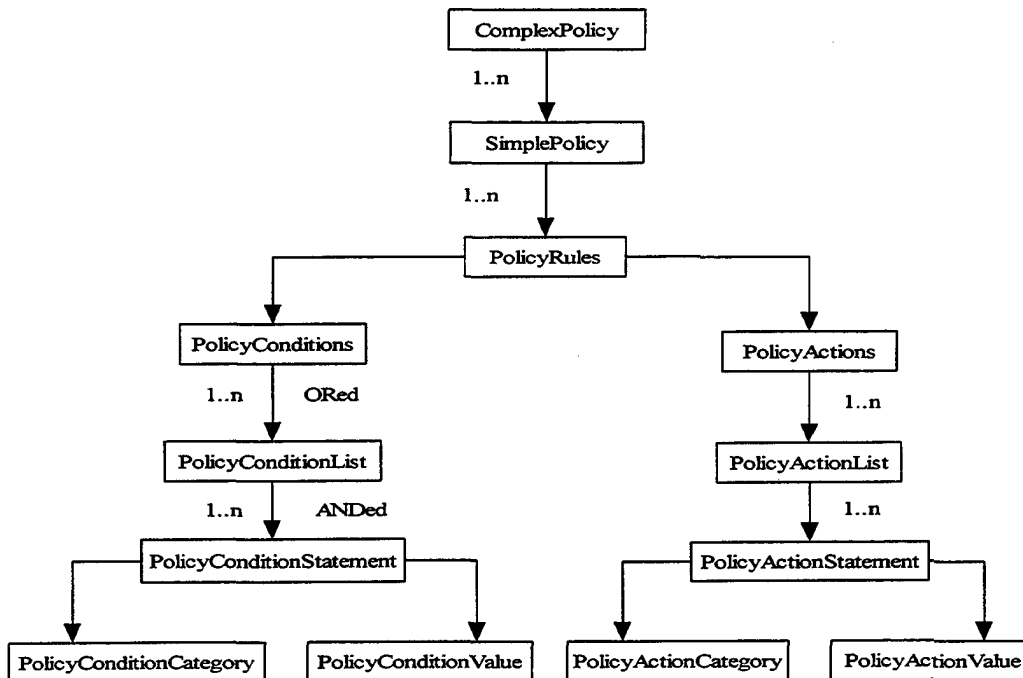 ComplexPolicy
1..n
SimplePolicy
1..n
PolicyRules
PolicyConditions
PolicyActions
1..n ORed
1..n
PolicyConditionList
PolicyActionList
1..n ANDed
1..n
PolicyConditionStatement
PolicyActionStatement
PolicyConditionCategory
PolicyConditionValue
PolicyActionCategory
PolicyActionValue